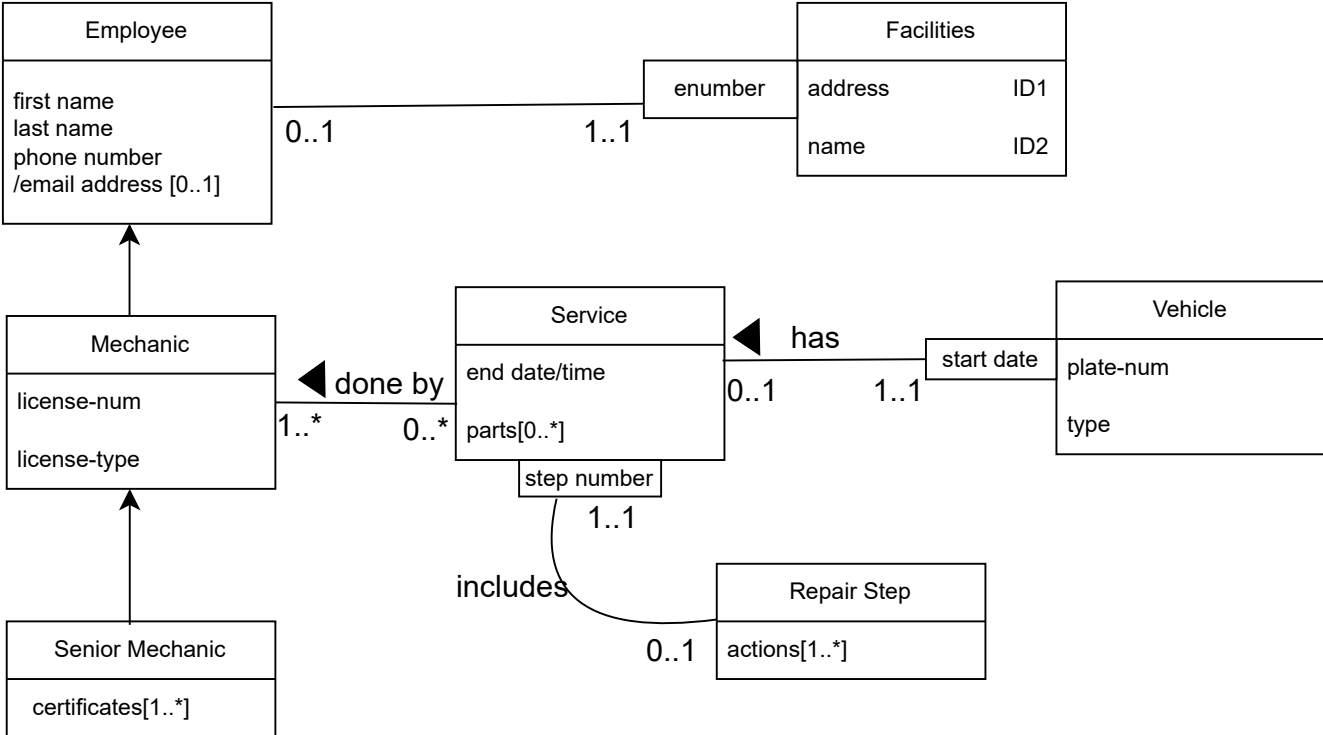 Employee
first name
last name
phone number
/email address [0..1]
0..1
1..1
enumber
Facilities
address ID1
name ID2
Mechanic
license-num
license-type
done by
1..*
0..*
Service
end date/time
parts[0..*]
step number
has
0..1
1..1
start date
Vehicle
plate-num
type
1..1
includes
0..1
Repair Step
actions[1..*]
Senior Mechanic
certificates[1..*]